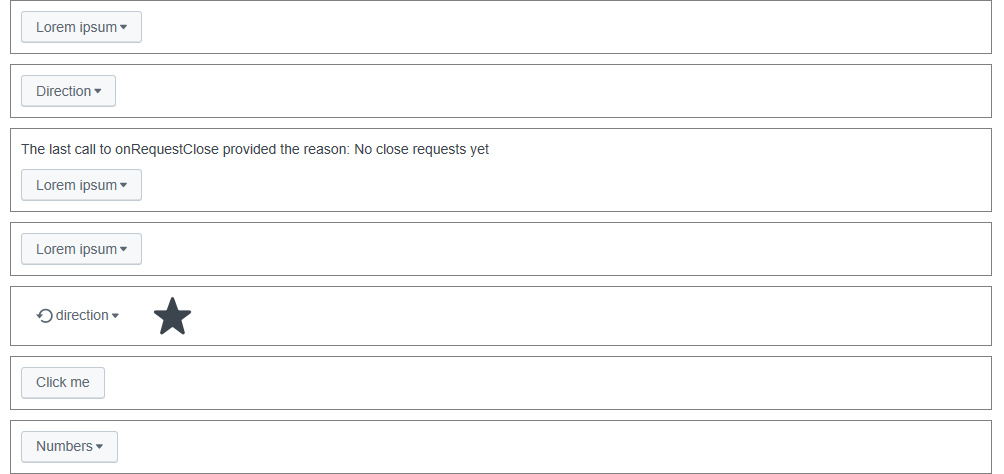 Lorem ipsum
Direction
The last call to onRequestClose provided the reason: No close requests yet
Lorem ipsum
Lorem ipsum
direction
Click me
Numbers